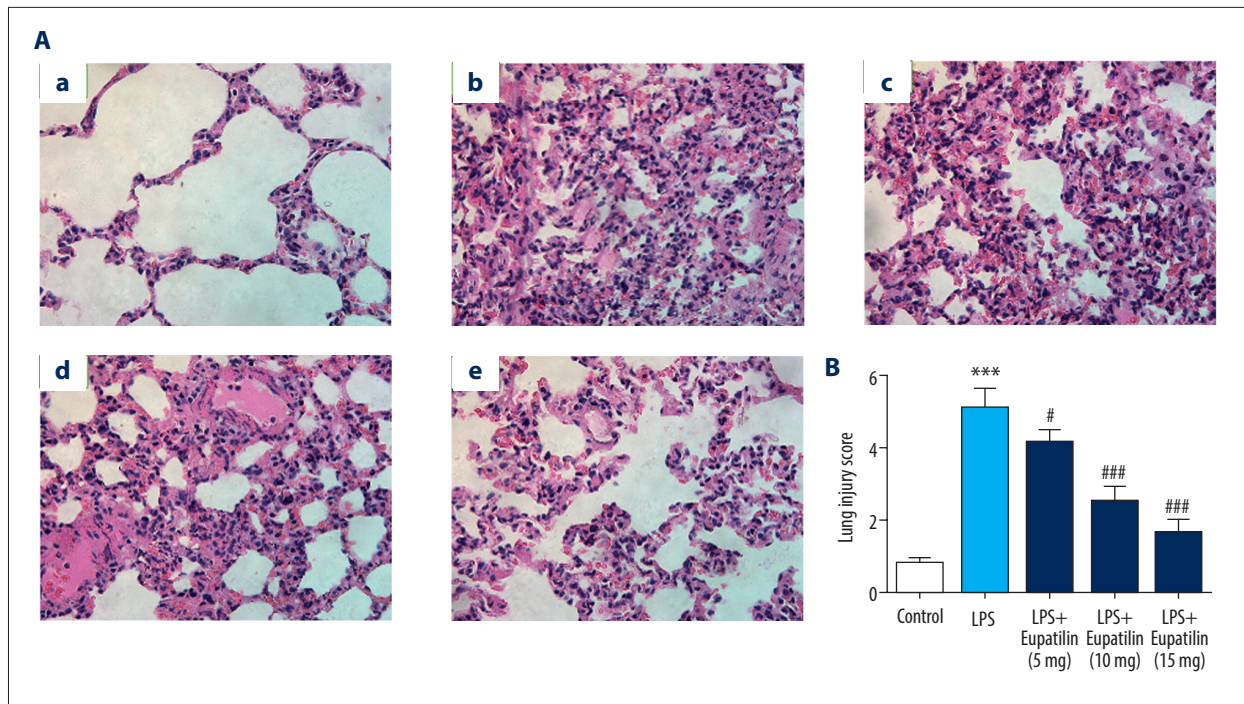 A
a
b
c
d
e
B
Lung injury score
6
4
2
0
***
#
###
###
Control
LPS
LPS+
Eupatilin
(5 mg)
LPS+
Eupatilin
(10 mg)
LPS+
Eupatilin
(15 mg)